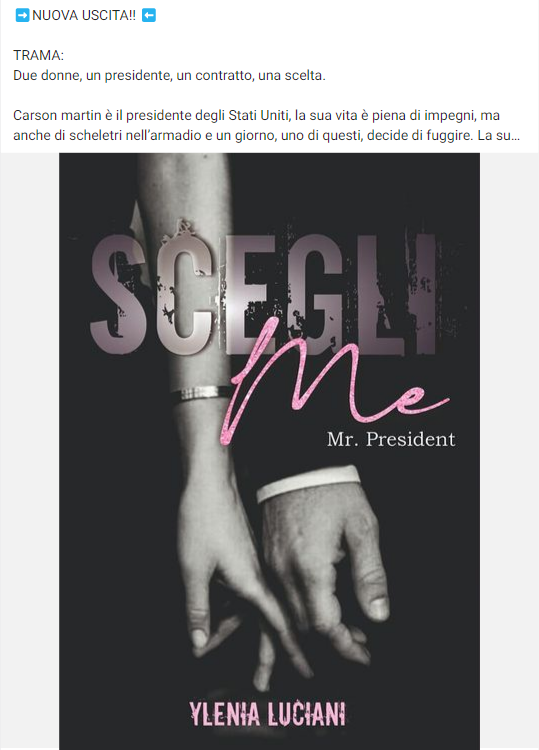 ➡️NUOVA USCITA!! ⬅️
TRAMA:
Due donne, un presidente, un contratto, una scelta.
Carson martin è il presidente degli Stati Uniti, la sua vita è piena di impegni, ma
anche di scheletri nell’armadio e un giorno, uno di questi, decide di fuggire. La su...
SCEGLI
Me
Mr. President
YLENIA LUCIANI